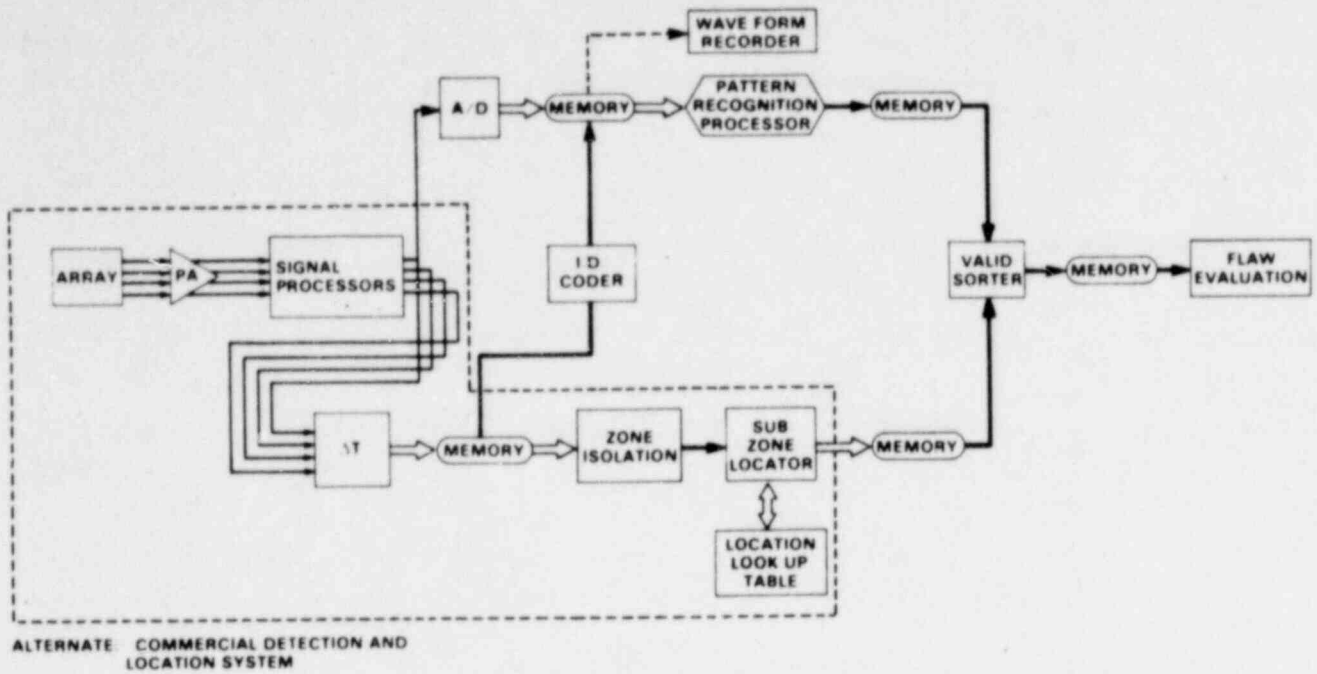 WAVE FORM
RECORDER
A/D
MEMORY
PATTERN
RECOGNITION
PROCESSOR
MEMORY
ARRAY
PA
SIGNAL
PROCESSORS
I.D
CODER
VALID
SORTER
MEMORY
FLAW
EVALUATION
ΔT
MEMORY
ZONE
ISOLATION
SUB
ZONE
LOCATOR
MEMORY
LOCATION
LOOK UP
TABLE
ALTERNATE: COMMERCIAL DETECTION AND
LOCATION SYSTEM